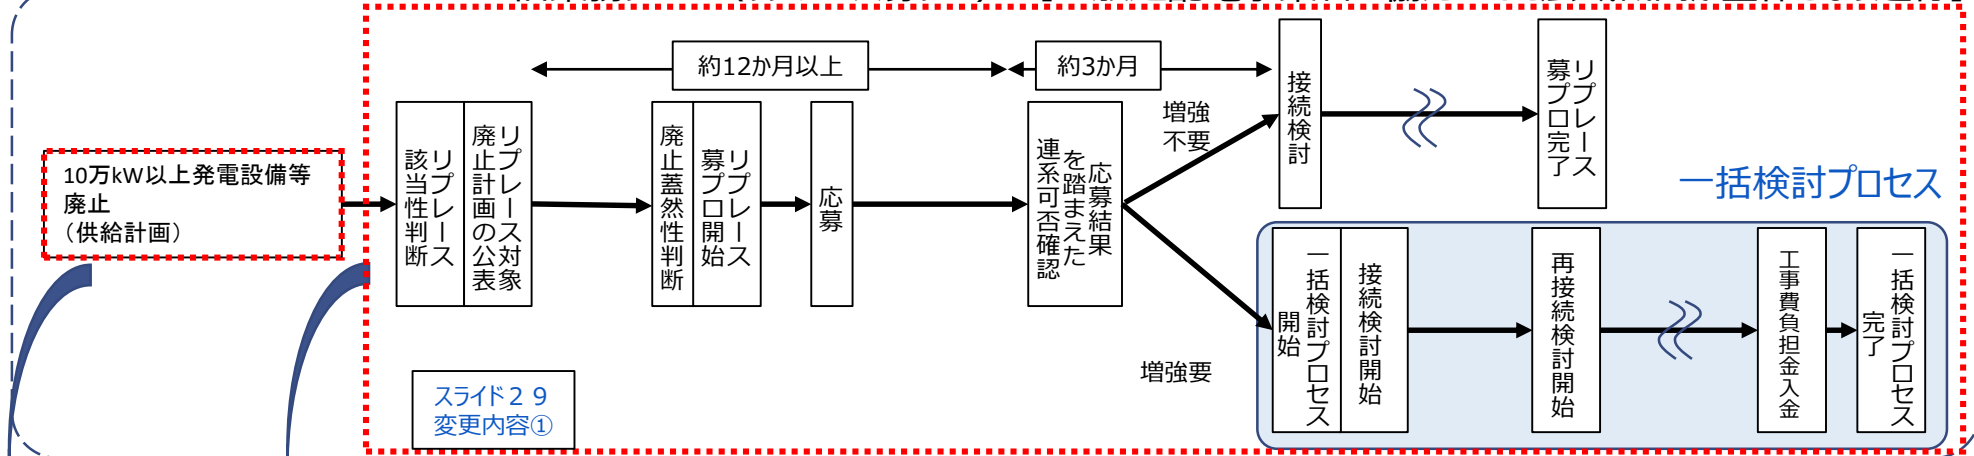 約12か月以上
約3か月
10万kW以上発電設備等
廃止
（供給計画）
リプレース
該当性判断
リプレース対象
廃止計画の公表
廃止蓋然性判断
リプレース
募プロ開始
応募
応募結果
を踏まえた
連系可否確認
増強
不要
接続検討
リプレース
募プロ完了
一括検討プロセス
増強要
一括検討プロセス
開始
接続検討開始
再接続検討開始
工事費負担金入金
一括検討プロセス
完了
スライド２９
変更内容①